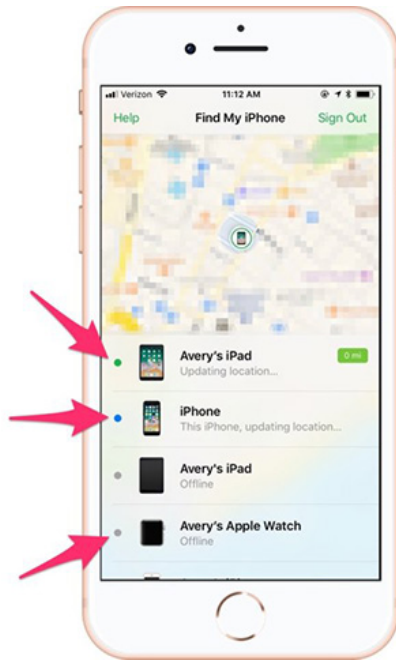 Verizon 11:12 AM
Help Find My iPhone Sign Out
Avery's iPad 0 mi
Updating location...
iPhone
This iPhone, updating location...
Avery's iPad
Offline
Avery's Apple Watch
Offline